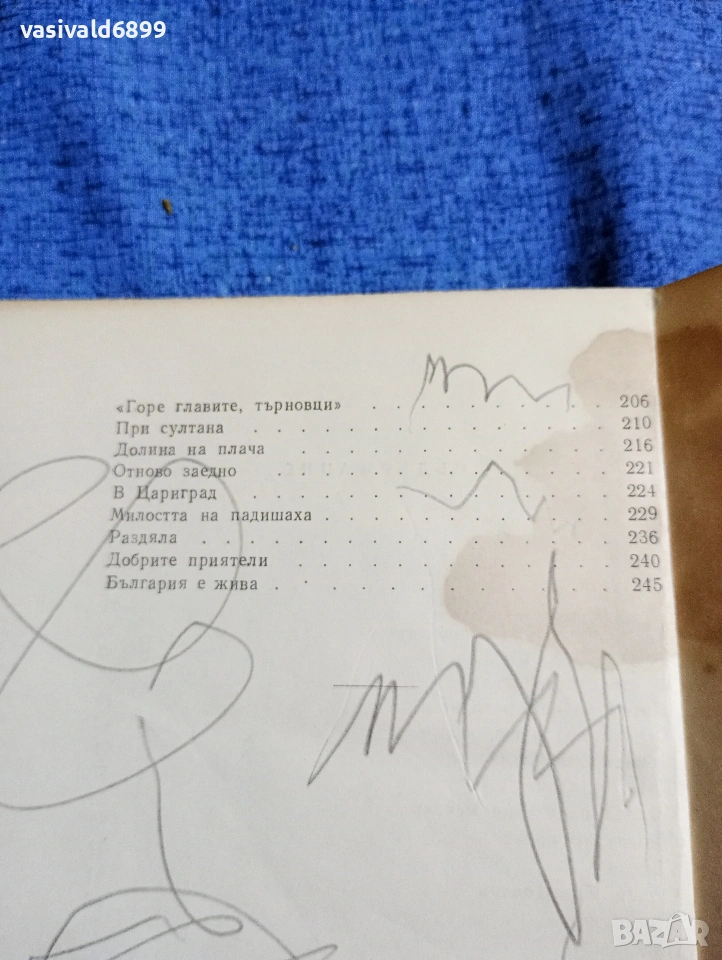 vasivald6899
«Горе главите, търновци» . . . . . . . . . . 206
При султана . . . . . . . . . . . . . 210
Долина на плача . . . . . . . . . . . . 216
Отново заедно . . . . . . . . . . . . 221
В Цариград . . . . . . . . . . . . . 224
Милостта на падишаха . . . . . . . . . . 229
Раздяла . . . . . . . . . . . . . . . 236
Добрите приятели . . . . . . . . . . . . 240
България е жива . . . . . . . . . . . . 245
BAZAR